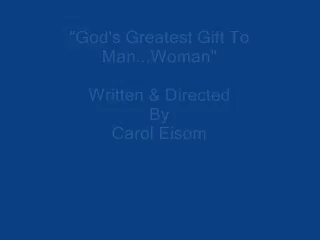 "God's Greatest Gift To
Man...Woman"
Written & Directed
By
Carol Eisom